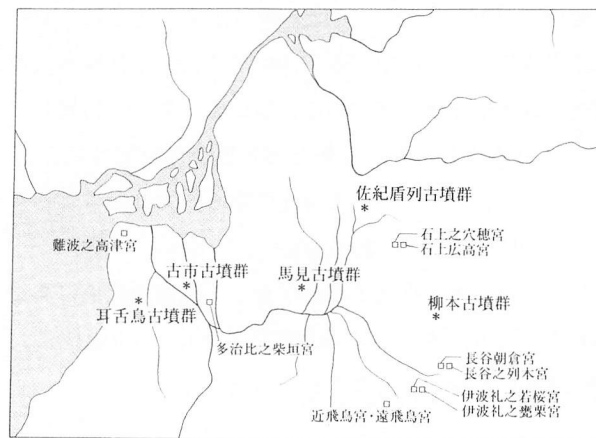 佐紀盾列古墳群
石上之穴穂宮
石上広高宮
難波之高津宮
古市古墳群
馬見古墳群
耳舌鳥古墳群
柳本古墳群
多治比之柴垣宮
長谷朝倉宮
長谷之列木宮
伊波礼之若桜宮
伊波礼之甕栗宮
近飛鳥宮・遠飛鳥宮